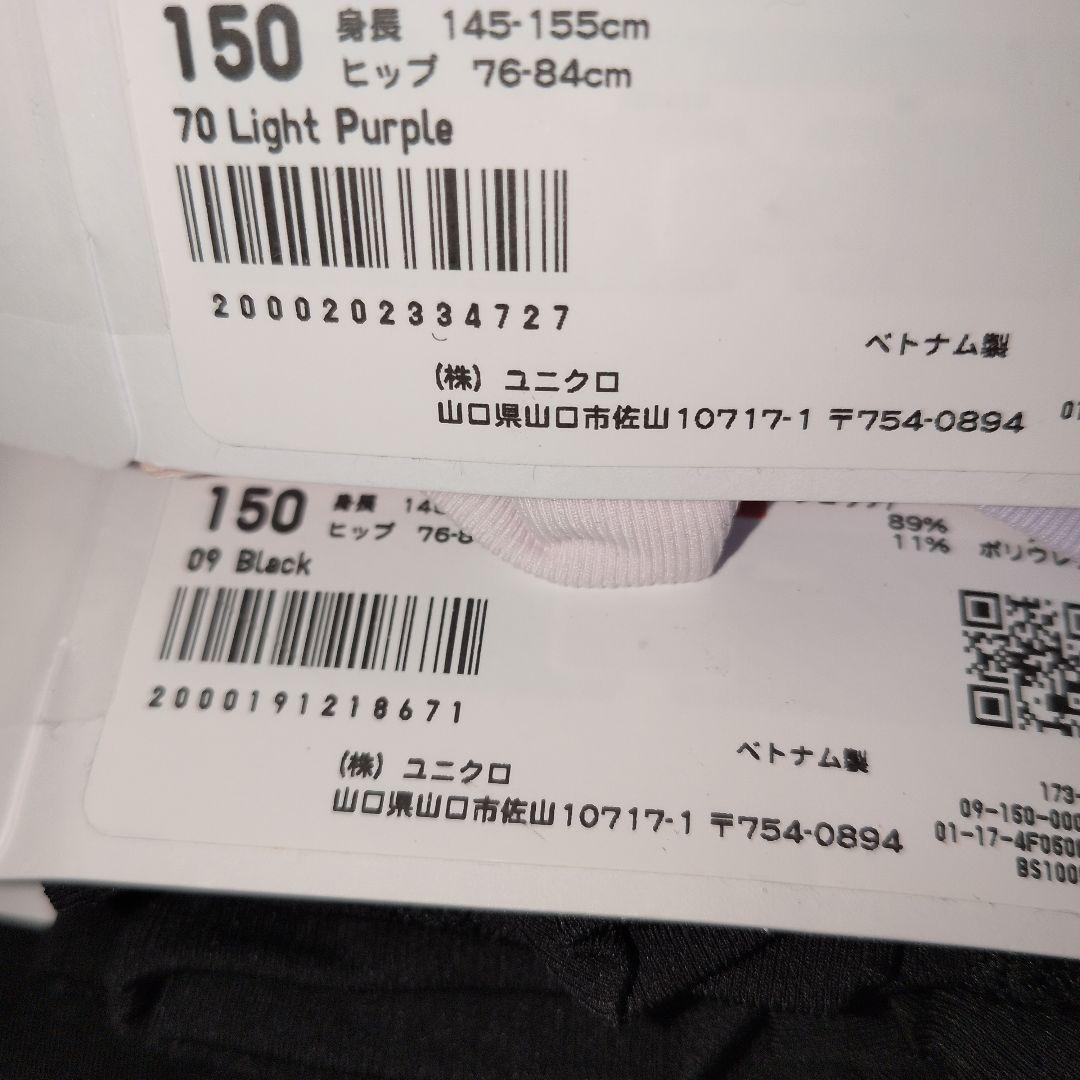 150
身長 145-155cm
ヒップ 76-84cm
70 Light Purple
2000202334727
ベトナム製
(株) ユニクロ
山口県山口市佐山10717-1 〒754-0894
150
身長
ヒップ
89%
11%
09 Black
2000191218671
ベトナム製
(株) ユニクロ
山口県山口市佐山10717-1 〒754-0894